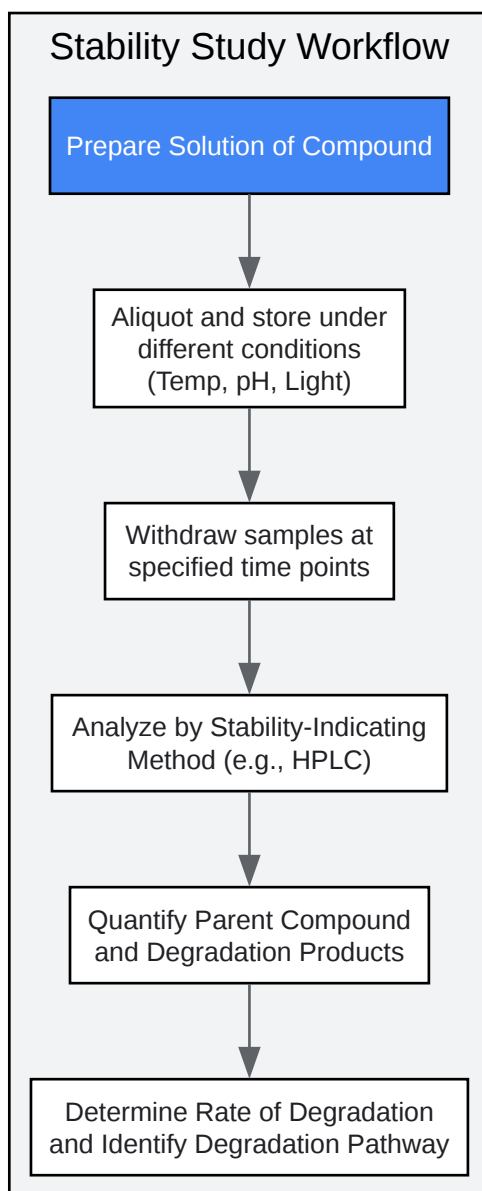 Stability Study Workflow
Prepare Solution of Compound
Aliquot and store under
different conditions
(Temp, pH, Light)
Withdraw samples at
specified time points
Analyze by Stability-Indicating
Method (e.g., HPLC)
Quantify Parent Compound
and Degradation Products
Determine Rate of Degradation
and Identify Degradation Pathway